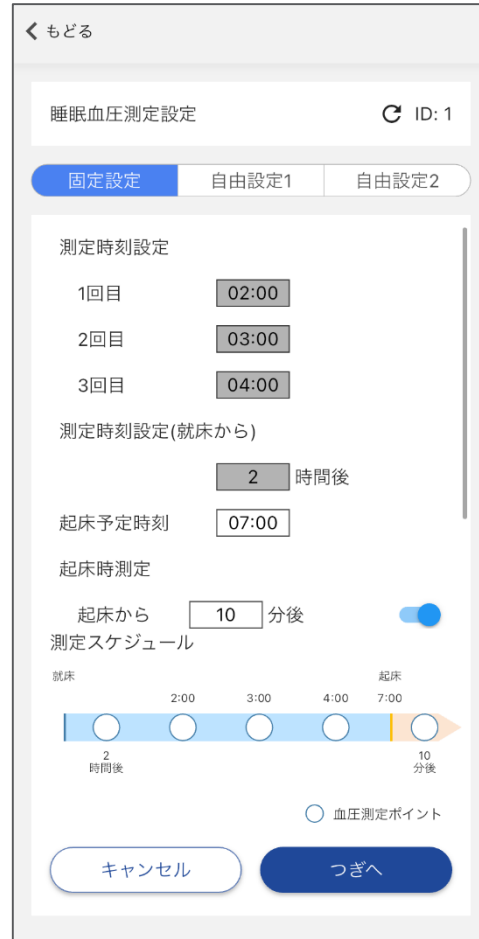 もどる
睡眠血圧測定設定 ID: 1
固定設定 自由設定1 自由設定2
測定時刻設定
1回目 02:00
2回目 03:00
3回目 04:00
測定時刻設定(就床から)
2 時間後
起床予定時刻 07:00
起床時測定
起床から 10 分後
測定スケジュール
就床 起床
2:00 3:00 4:00 7:00
2 10
時間後 分後
血圧測定ポイント
キャンセル つぎへ